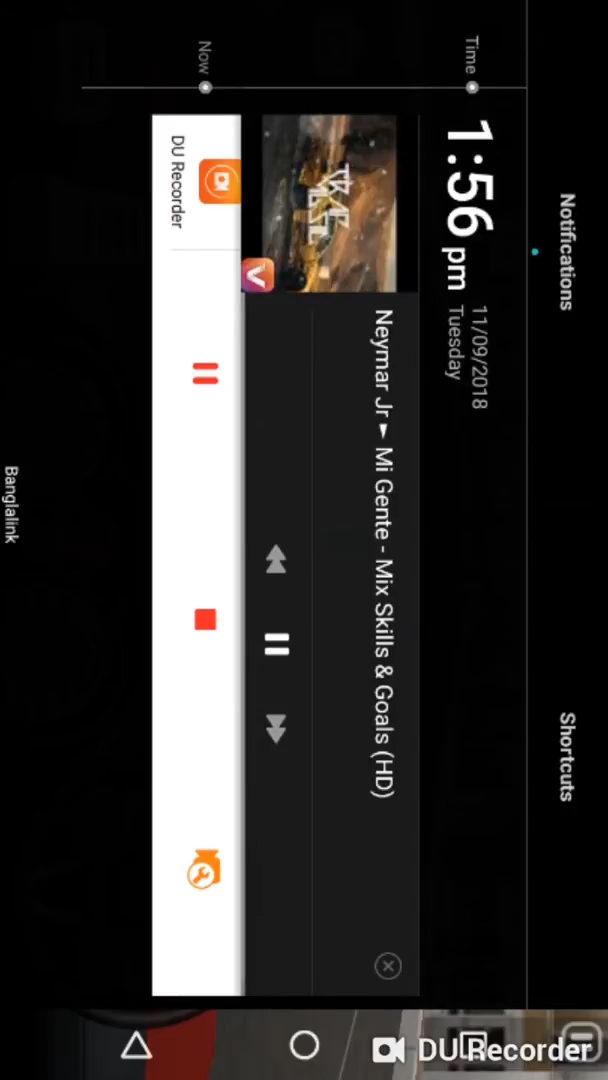 Notifications
Shortcuts
Time
1:56 pm
11/09/2018
Tuesday
Neymar Jr ► Mi Gente - Mix Skills & Goals (HD)
Now
DU Recorder
Banglalink
DU Recorder